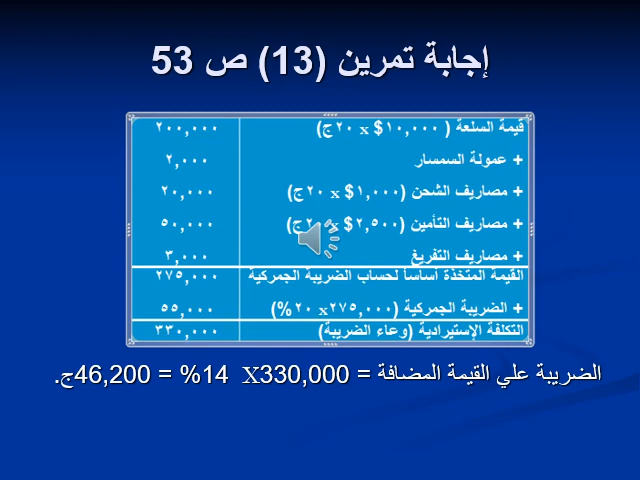 إجابة تمرين (13) ص 53
قيمة السلعة ( ١٠,٠٠٠ $ x ٢٠ ج) ٢٠٠,٠٠٠
+ عمولة السمسار ٢,٠٠٠
+ مصاريف الشحن (١,٠٠٠ $ x ٢٠ ج) ٢٠,٠٠٠
+ مصاريف التأمين (٢,٥٠٠ $ x ٢٠ ج) ٥٠,٠٠٠
+ مصاريف التفريغ ٣,٠٠٠
القيمة المتخذة أساساً لحساب الضريبة الجمركية ٢٧٥,٠٠٠
+ الضريبة الجمركية (٢٧٥,٠٠٠ x ٢٠ %) ٥٥,٠٠٠
التكلفة الإستيرادية (وعاء الضريبة) ٣٣٠,٠٠٠
الضريبة علي القيمة المضافة = 330,000X 14% = 46,200ج.